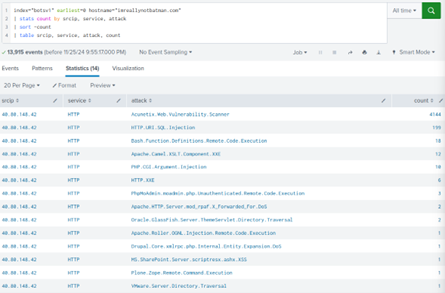 1 index="botsv1" earliest=0 hostname="imreallynotbatman.com"
2 | stats count by srcip, service, attack
3 | sort -count
4 | table srcip, service, attack, count
All time
13,915 events (before 11/25/24 9:55:17.000 PM)
No Event Sampling
Job
Smart Mode
Events Patterns Statistics (14) Visualization
20 Per Page Format Preview
srcip service attack count
40.80.148.42 HTTP Acunetix.Web.Vulnerability.Scanner 4144
40.80.148.42 HTTP HTTP.URI.SQL.Injection 199
40.80.148.42 HTTP Bash.Function.Definitions.Remote.Code.Execution 18
40.80.148.42 HTTP Apache.Camel.XSLT.Component.XXE 12
40.80.148.42 HTTP PHP.CGI.Argument.Injection 10
40.80.148.42 HTTP HTTP.XXE 6
40.80.148.42 HTTP PhpMoAdmin.moadmin.php.Unauthenticated.Remote.Code.Execution 3
40.80.148.42 HTTP Apache.HTTP.Server.mod_rpaf.X_Forwarded_For.DoS 2
40.80.148.42 HTTP Oracle.GlassFish.Server.ThemeServlet.Directory.Traversal 2
40.80.148.42 HTTP Apache.Roller.OGNL.Injection.Remote.Code.Execution 1
40.80.148.42 HTTP Drupal.Core.xmlrpc.php.Internal.Entity.Expansion.DoS 1
40.80.148.42 HTTP MS.SharePoint.Server.scriptresx.ashx.XSS 1
40.80.148.42 HTTP Plone.Zope.Remote.Command.Execution 1
40.80.148.42 HTTP VMware.Server.Directory.Traversal 1